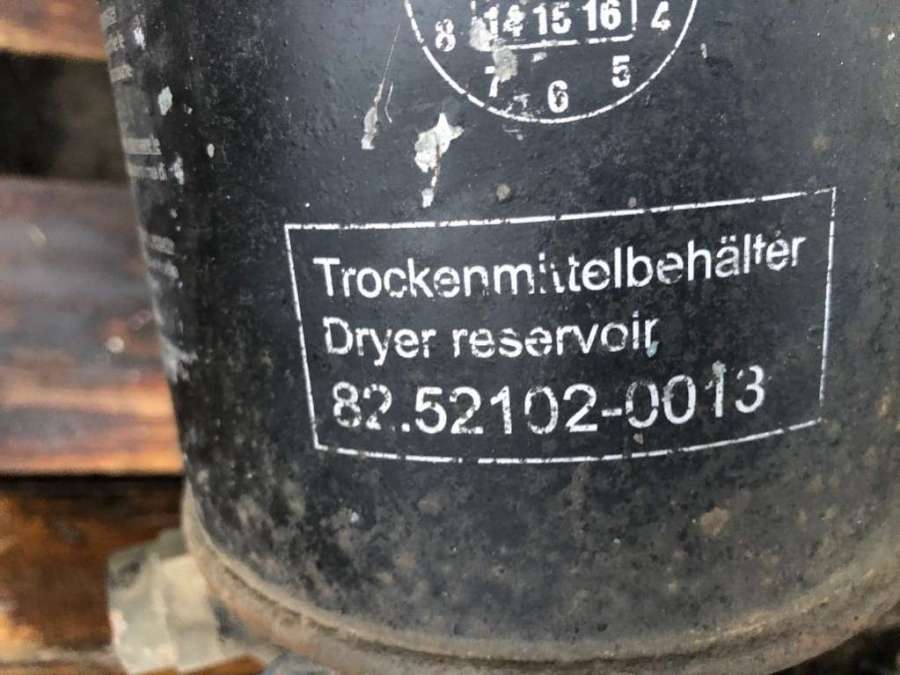 8 14 15 16 4
7 6 5
Trockenmittelbehälter
Dryer reservoir
82.52102-0013